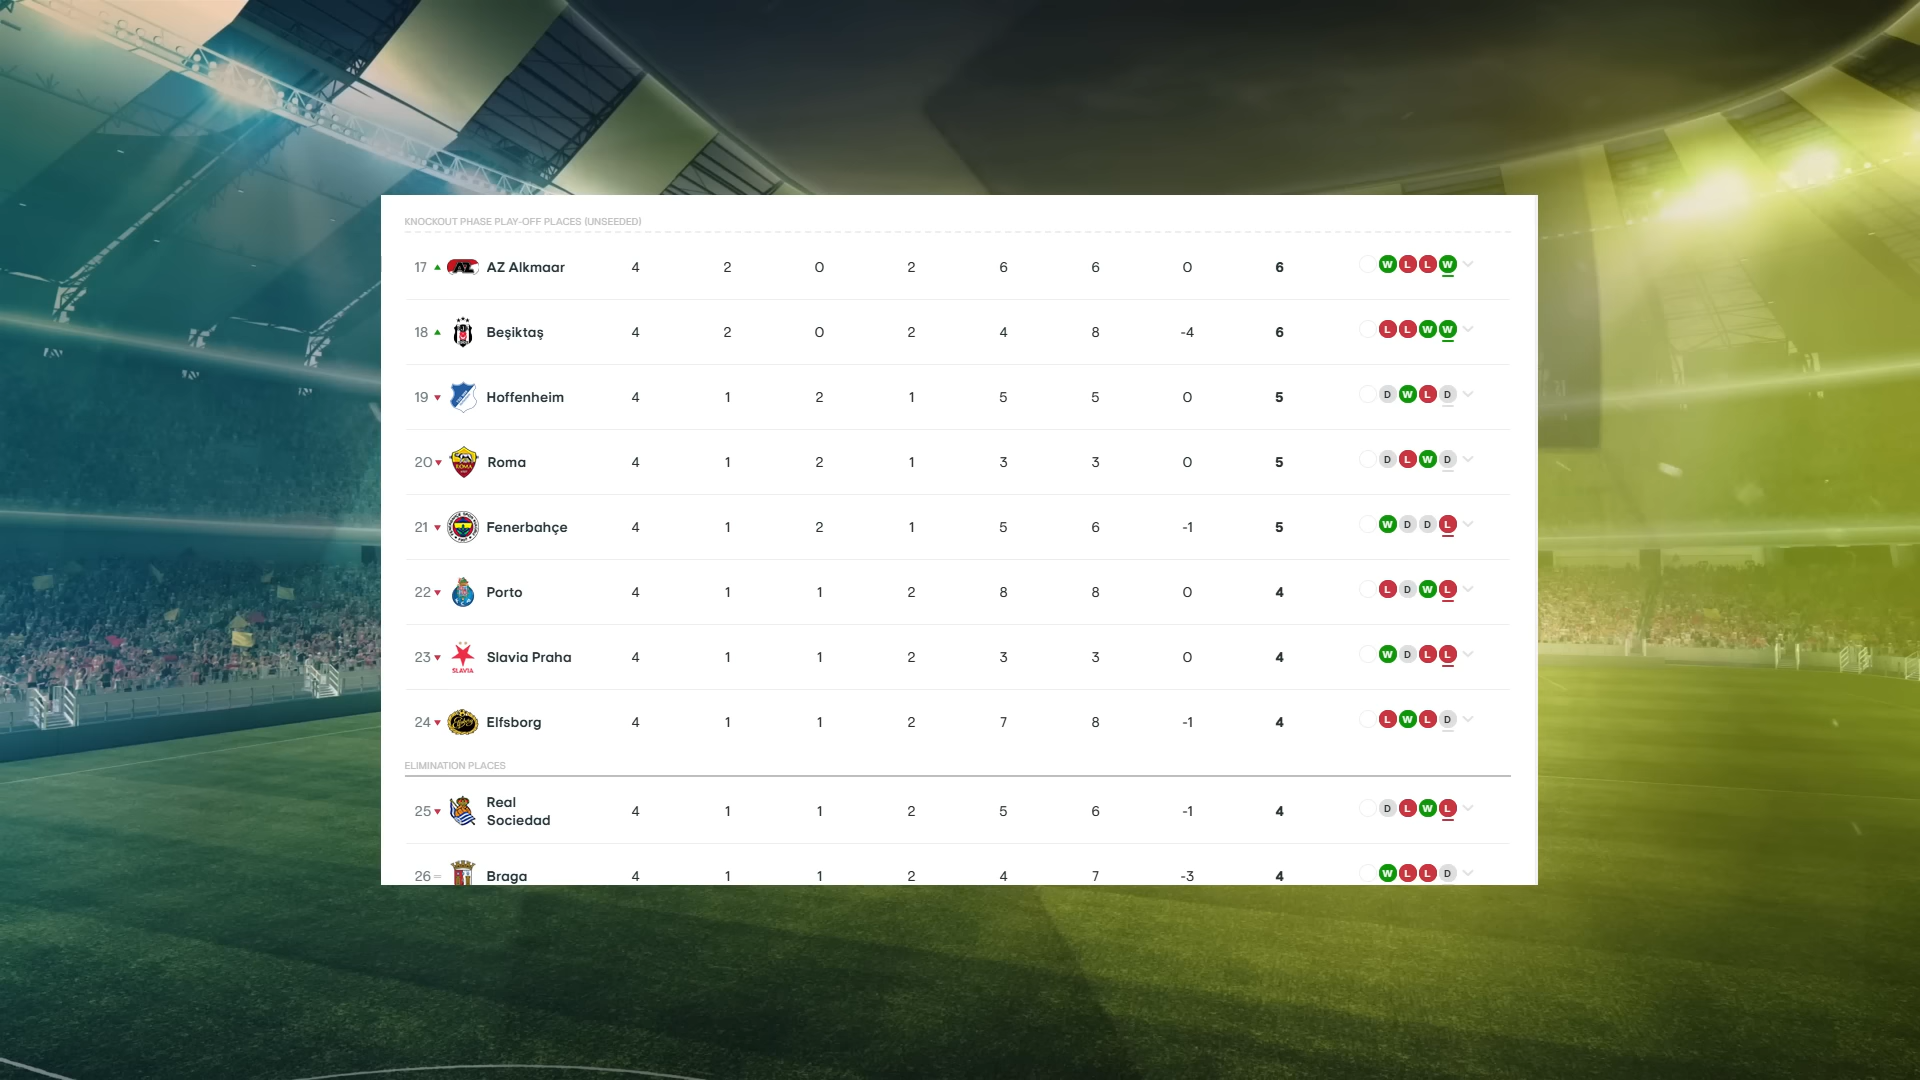 KNOCKOUT PHASE PLAY-OFF PLACES (UNSEEDED)
17 AZ AZ Alkmaar 4 2 0 2 6 6 0 6 W L L W
18 Beşiktaş 4 2 0 2 4 8 -4 6 L L W W
19 Hoffenheim 4 1 2 1 5 5 0 5 D W L D
20 ROMA Roma 4 1 2 1 3 3 0 5 D L W D
21 Fenerbahçe 4 1 2 1 5 6 -1 5 W D D L
22 Porto 4 1 1 2 8 8 0 4 L D W L
23 SLAVIA Slavia Praha 4 1 1 2 3 3 0 4 W D L L
24 Elfsborg 4 1 1 2 7 8 -1 4 L W L D
ELIMINATION PLACES
25 Real Sociedad 4 1 1 2 5 6 -1 4 D L W L
26 = Braga 4 1 1 2 4 7 -3 4 W L L D